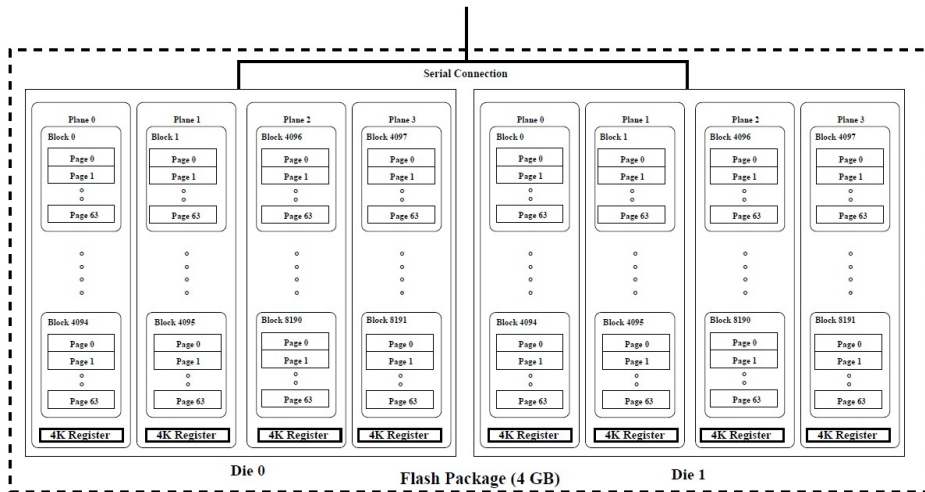 Serial Connection
Plane 0 Plane 1 Plane 2 Plane 3 Plane 0 Plane 1 Plane 2 Plane 3
Block 0 Block 1 Block 4096 Block 4097 Block 0 Block 1 Block 4096 Block 4097
Page 0 Page 0 Page 0 Page 0 Page 0 Page 0 Page 0 Page 0
Page 1 Page 1 Page 1 Page 1 Page 1 Page 1 Page 1 Page 1
Page 63 Page 63 Page 63 Page 63 Page 63 Page 63 Page 63 Page 63
Block 4094 Block 4095 Block 8190 Block 8191 Block 4094 Block 4095 Block 8190 Block 8191
Page 0 Page 0 Page 0 Page 0 Page 0 Page 0 Page 0 Page 0
Page 1 Page 1 Page 1 Page 1 Page 1 Page 1 Page 1 Page 1
Page 63 Page 63 Page 63 Page 63 Page 63 Page 63 Page 63 Page 63
4K Register 4K Register 4K Register 4K Register 4K Register 4K Register 4K Register 4K Register
Die 0 Flash Package (4 GB) Die 1